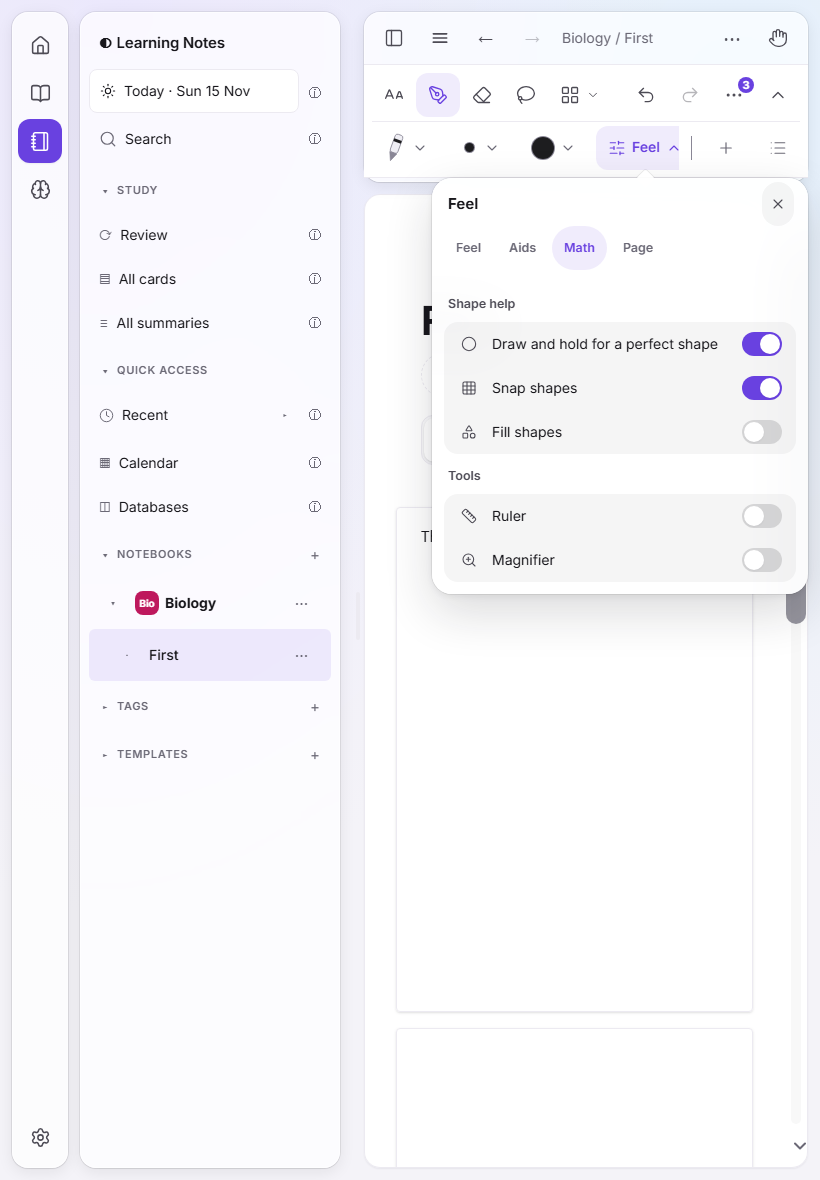 Learning Notes
Today · Sun 15 Nov
Search
STUDY
Review
All cards
All summaries
QUICK ACCESS
Recent
Calendar
Databases
NOTEBOOKS
Bio Biology
First
TAGS
TEMPLATES
Biology / First
AA
3
Feel
Feel
Feel Aids Math Page
Shape help
Draw and hold for a perfect shape
Snap shapes
Fill shapes
Tools
Ruler
Magnifier